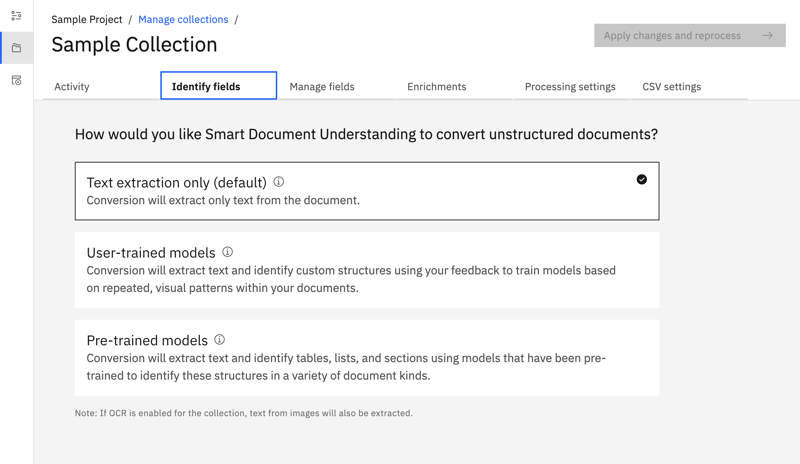 Sample Project / Manage collections /
Sample Collection
Apply changes and reprocess
Activity
Identify fields
Manage fields
Enrichments
Processing settings
CSV settings
How would you like Smart Document Understanding to convert unstructured documents?
Text extraction only (default)
Conversion will extract only text from the document.
User-trained models
Conversion will extract text and identify custom structures using your feedback to train models based
on repeated, visual patterns within your documents.
Pre-trained models
Conversion will extract text and identify tables, lists, and sections using models that have been pre-
trained to identify these structures in a variety of document kinds.
Note: If OCR is enabled for the collection, text from images will also be extracted.